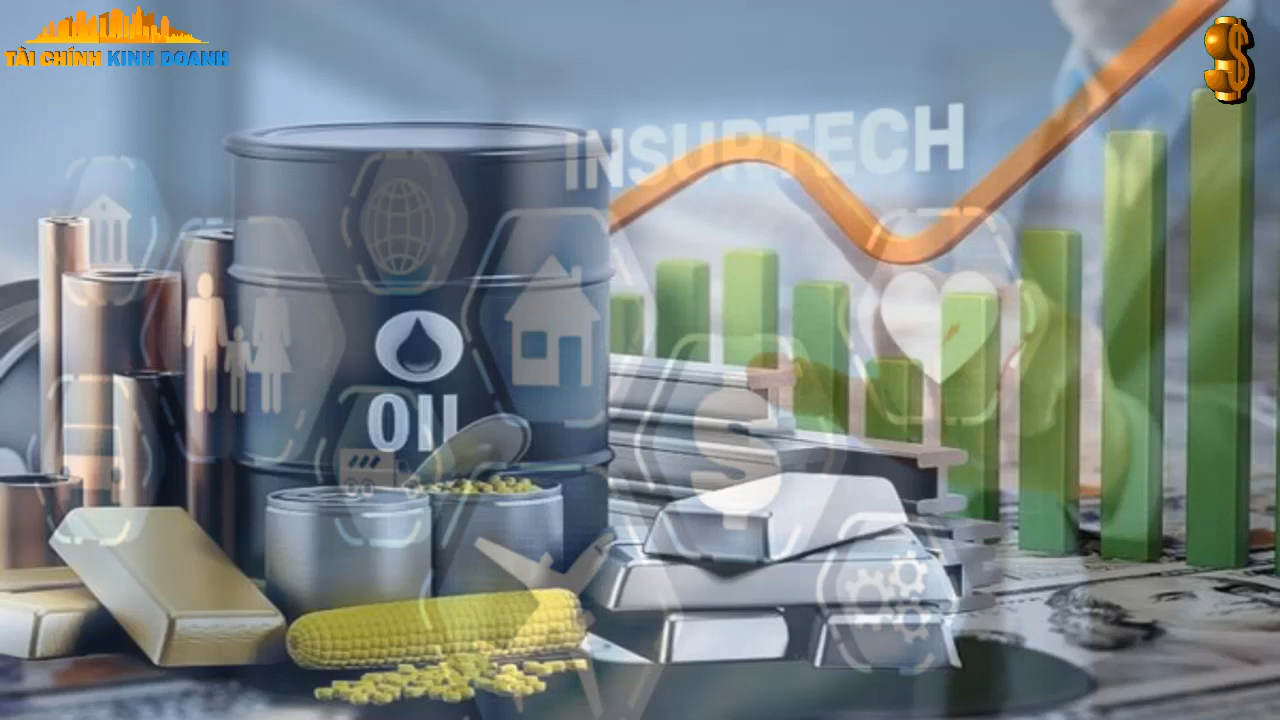 TÀI CHÍNH KINH DOANH
INSURTECH
OIL
$
$